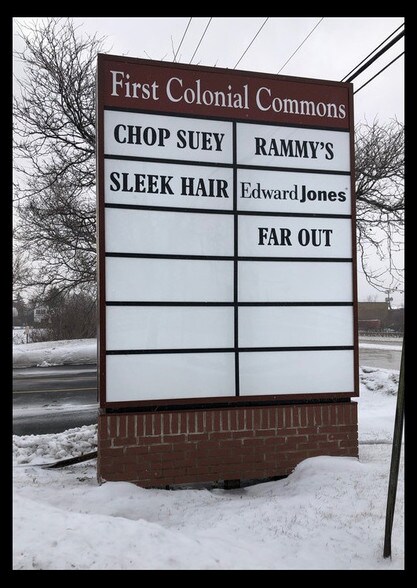 First Colonial Commons
CHOP SUEY
RAMMY'S
SLEEK HAIR
Edward Jones
FAR OUT